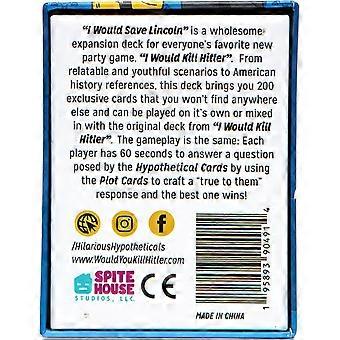 "I Would Save Lincoln" is a wholesome
expansion deck for everyone's favorite new
party game, "I Would Kill Hitler". From
relatable and youthful scenarios to American
history references, this deck brings you 200
exclusive cards that you won't find anywhere
else and can be played on it's own or mixed
in with the original deck from "I Would Kill
Hitler". The gameplay is the same: Each
player has 60 seconds to answer a question
posed by the Hypothetical Cards by using
the Plot Cards to craft a "true to them"
response and the best one wins!
/HilariousHypotheticals
www.WouldYouKillHitler.com
SPITE
HOUSE
STUDIOS, LLC.
CE
1 95893 90491 4
MADE IN CHINA